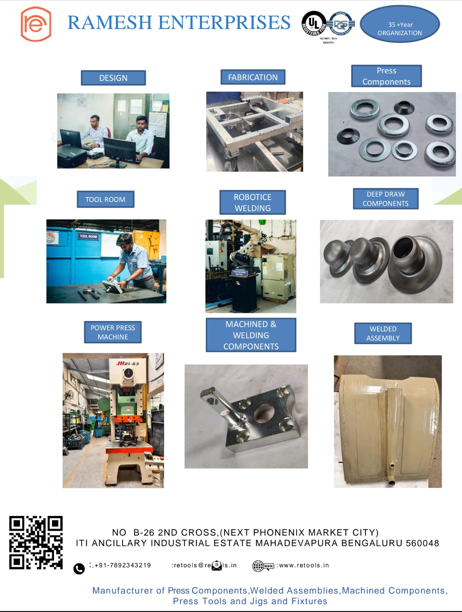 re
RAMESH ENTERPRISES
35 +Year
ORGANIZATION
UL
DESIGN
FABRICATION
Press
Components
TOOL ROOM
ROBOTICE
WELDING
DEEP DRAW
COMPONENTS
TOOL ROOM
POWER PRESS
MACHINE
MACHINED &
WELDING
COMPONENTS
WELDED
ASSEMBLY
NO B-26 2ND CROSS,(NEXT PHONENIX MARKET CITY)
ITI ANCILLARY INDUSTRIAL ESTATE MAHADEVAPURA BENGALURU 560048
:.+91-7892343219 :www.retools.in
Manufacturer of Press Components,Welded Assemblies,Machined Components,
Press Tools and Jigs and Fixtures